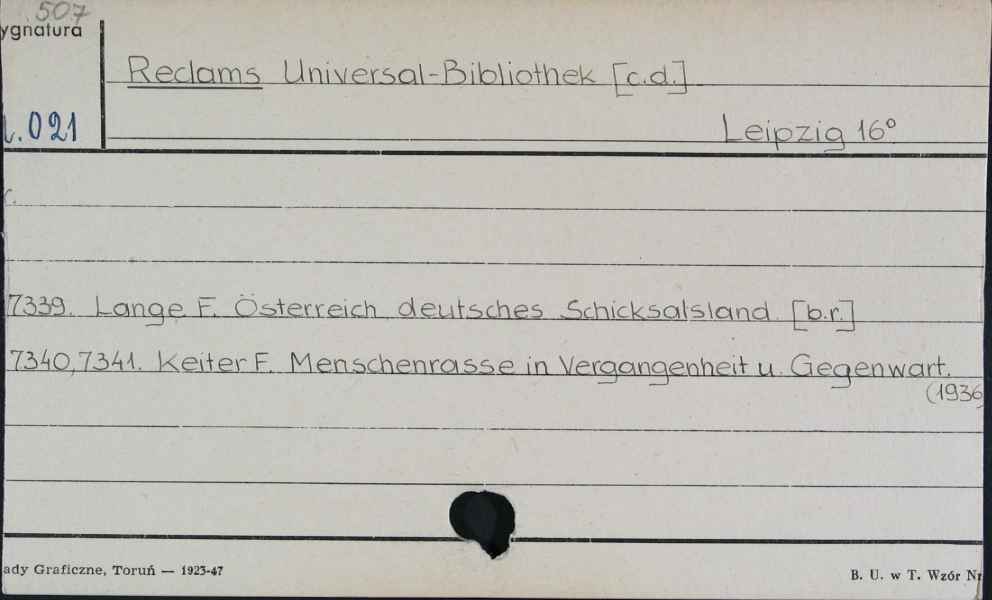 507
ygnatura
Reclams Universal-Bibliothek [c.d.]
.021
Leipzig 16°
7339. Lange F. Österreich deutsches Schicksalsland [b.r.]
7340,7341. Keiter F. Menschenrasse in Vergangenheit u. Gegenwart.
(1936
ady Graficzne, Toruń — 1923-47
B. U. w T. Wzór Nr